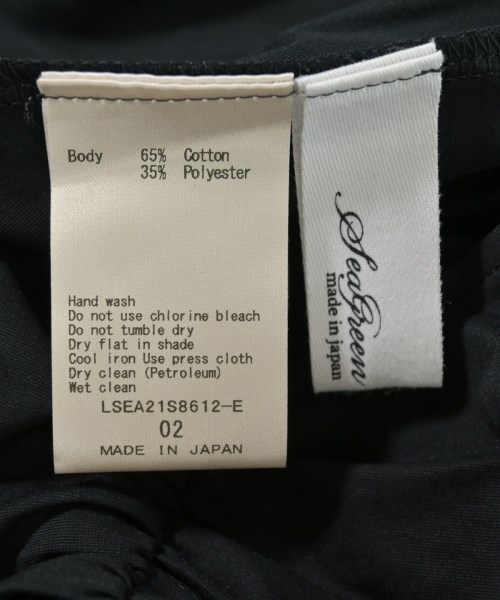 Body 65% Cotton
35% Polyester
Hand wash
Do not use chlorine bleach
Do not tumble dry
Dry flat in shade
Cool iron Use press cloth
Dry clean (Petroleum)
Wet clean
LSEA21S8612-E
02
MADE IN JAPAN
SeaGreen
made in japan